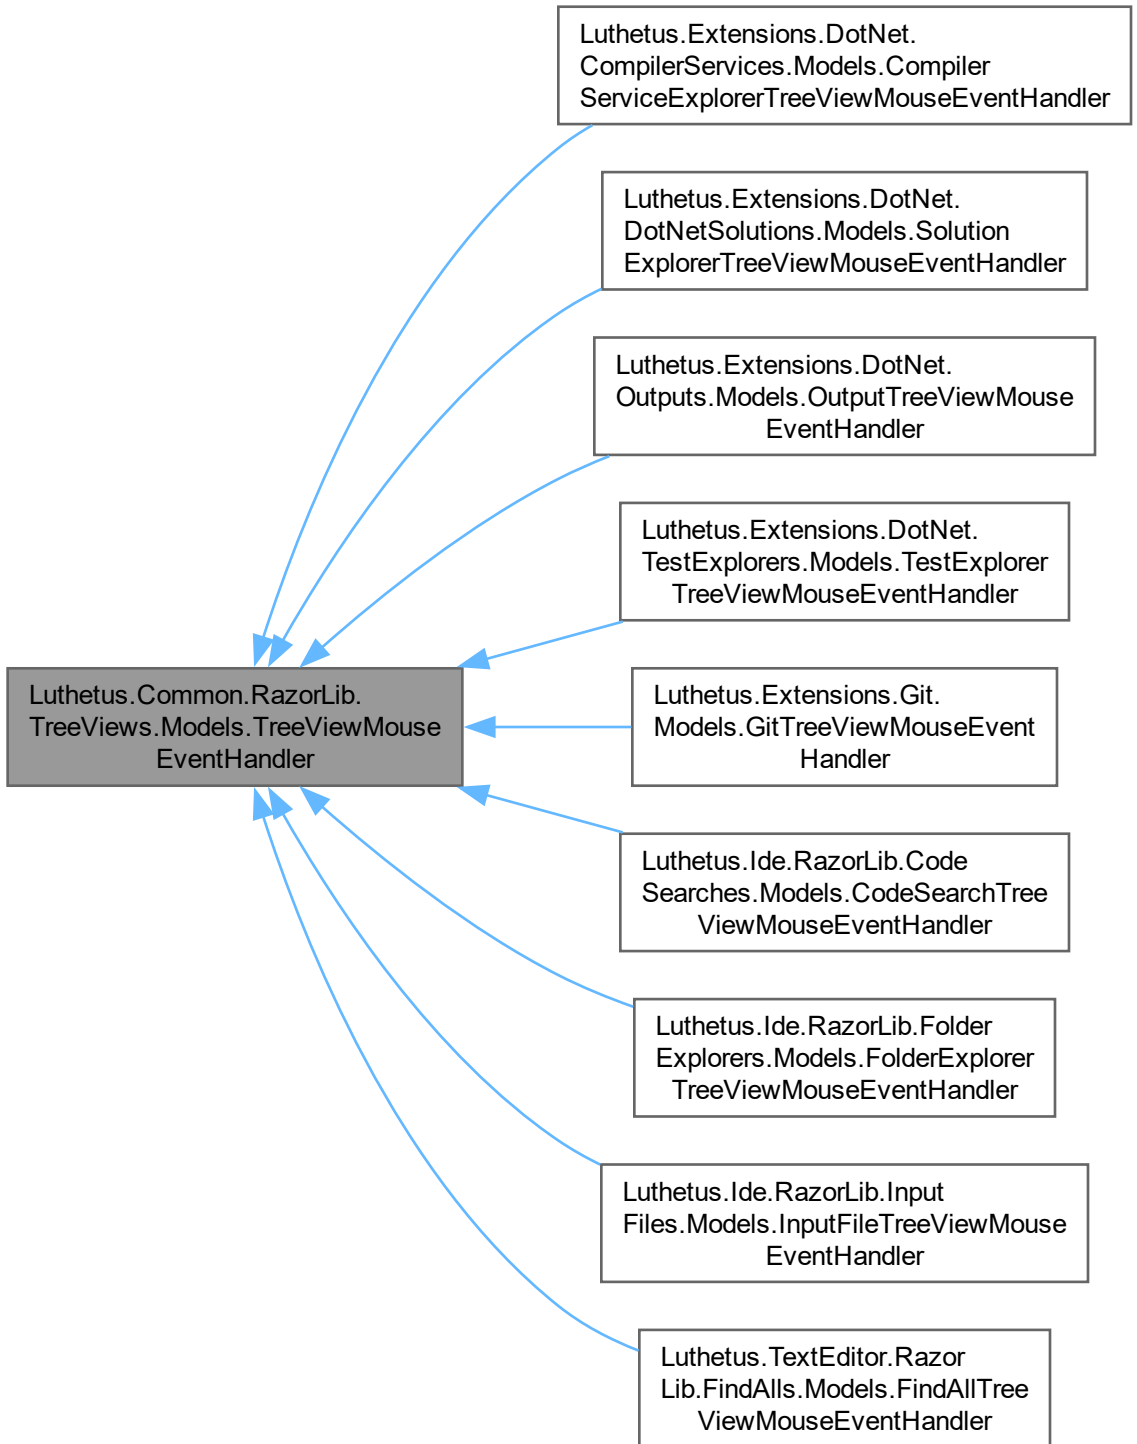 Luthetus.Extensions.DotNet.
CompilerServices.Models.Compiler
ServiceExplorerTreeViewMouseEventHandler
Luthetus.Extensions.DotNet.
DotNetSolutions.Models.Solution
ExplorerTreeViewMouseEventHandler
Luthetus.Extensions.DotNet.
Outputs.Models.OutputTreeViewMouse
EventHandler
Luthetus.Extensions.DotNet.
TestExplorers.Models.TestExplorer
TreeViewMouseEventHandler
Luthetus.Common.RazorLib.
TreeViews.Models.TreeViewMouse
EventHandler
Luthetus.Extensions.Git.
Models.GitTreeViewMouseEvent
Handler
Luthetus.Ide.RazorLib.Code
Searches.Models.CodeSearchTree
ViewMouseEventHandler
Luthetus.Ide.RazorLib.Folder
Explorers.Models.FolderExplorer
TreeViewMouseEventHandler
Luthetus.Ide.RazorLib.Input
Files.Models.InputFileTreeViewMouse
EventHandler
Luthetus.TextEditor.Razor
Lib.FindAlls.Models.FindAllTree
ViewMouseEventHandler